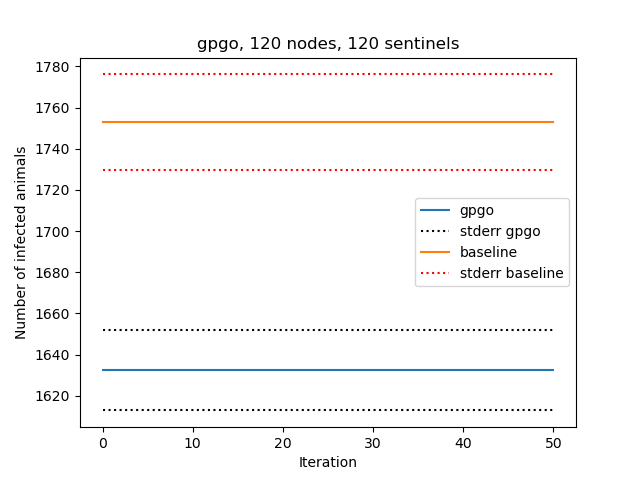 gpgo, 120 nodes, 120 sentinels
1780
1760
1740
1720
1700
1680
1660
1640
1620
Number of infected animals
gpgo
stderr gpgo
baseline
stderr baseline
0 10 20 30 40 50
Iteration